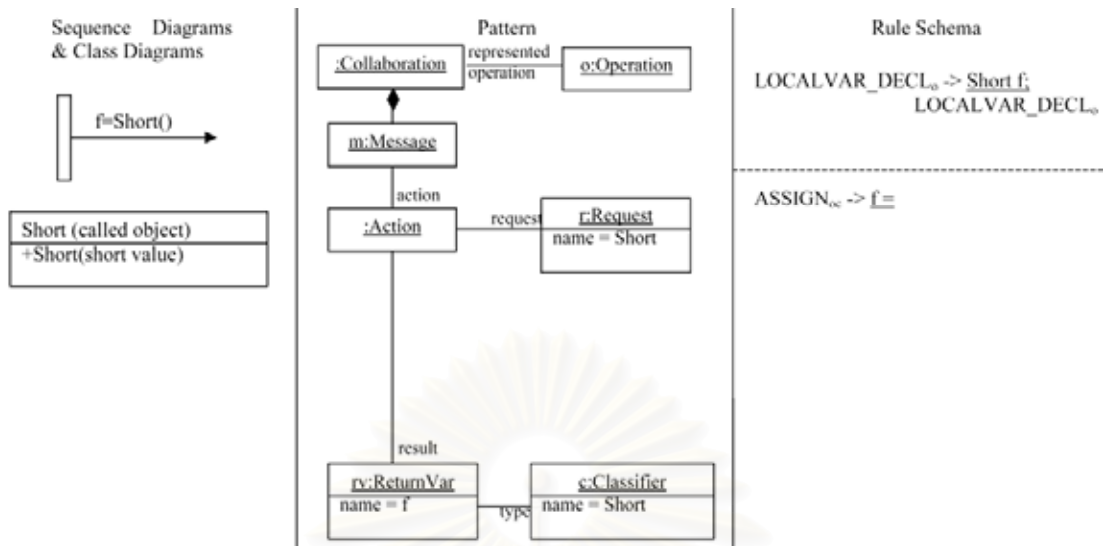 Sequence Diagrams
& Class Diagrams
f=Short()
Short (called object)
+Short(short value)
Pattern
:Collaboration
represented
operation
o:Operation
m:Message
action
:Action
request
r:Request
name = Short
result
rv:ReturnVar
name = f
type
c:Classifier
name = Short
Rule Schema
LOCALVAR_DECLo -> Short f;
LOCALVAR_DECLo
ASSIGNoc -> f =